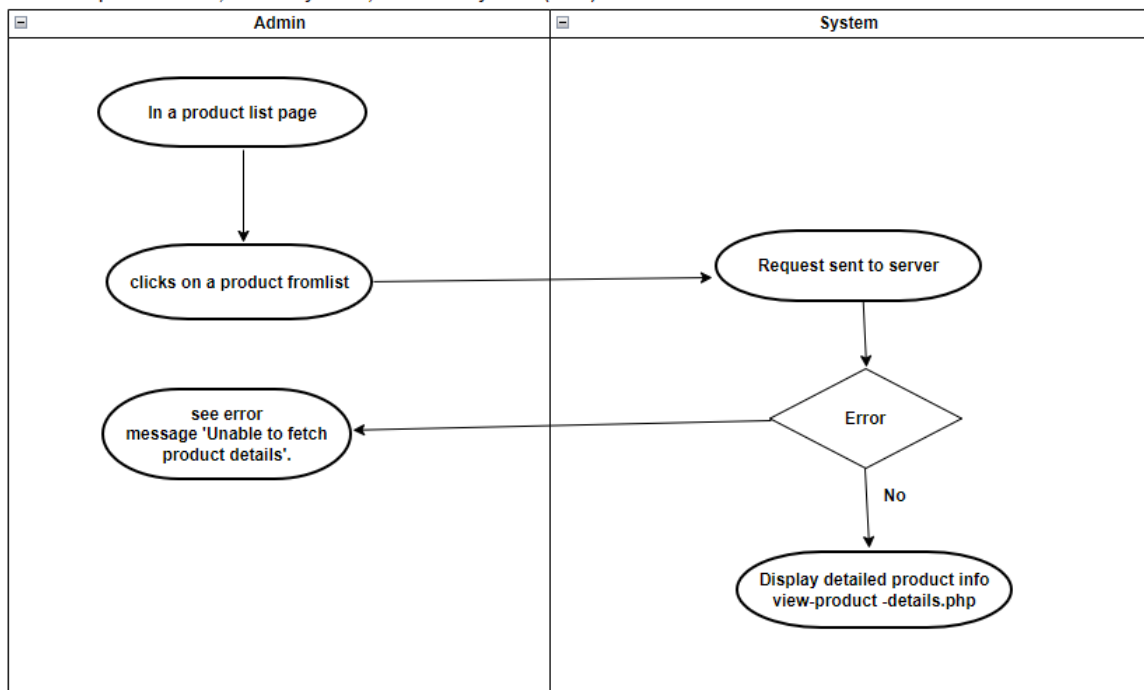 Admin
System
In a product list page
clicks on a product fromlist
Request sent to server
see error
message 'Unable to fetch
product details'.
Error
No
Display detailed product info
view-product -details.php